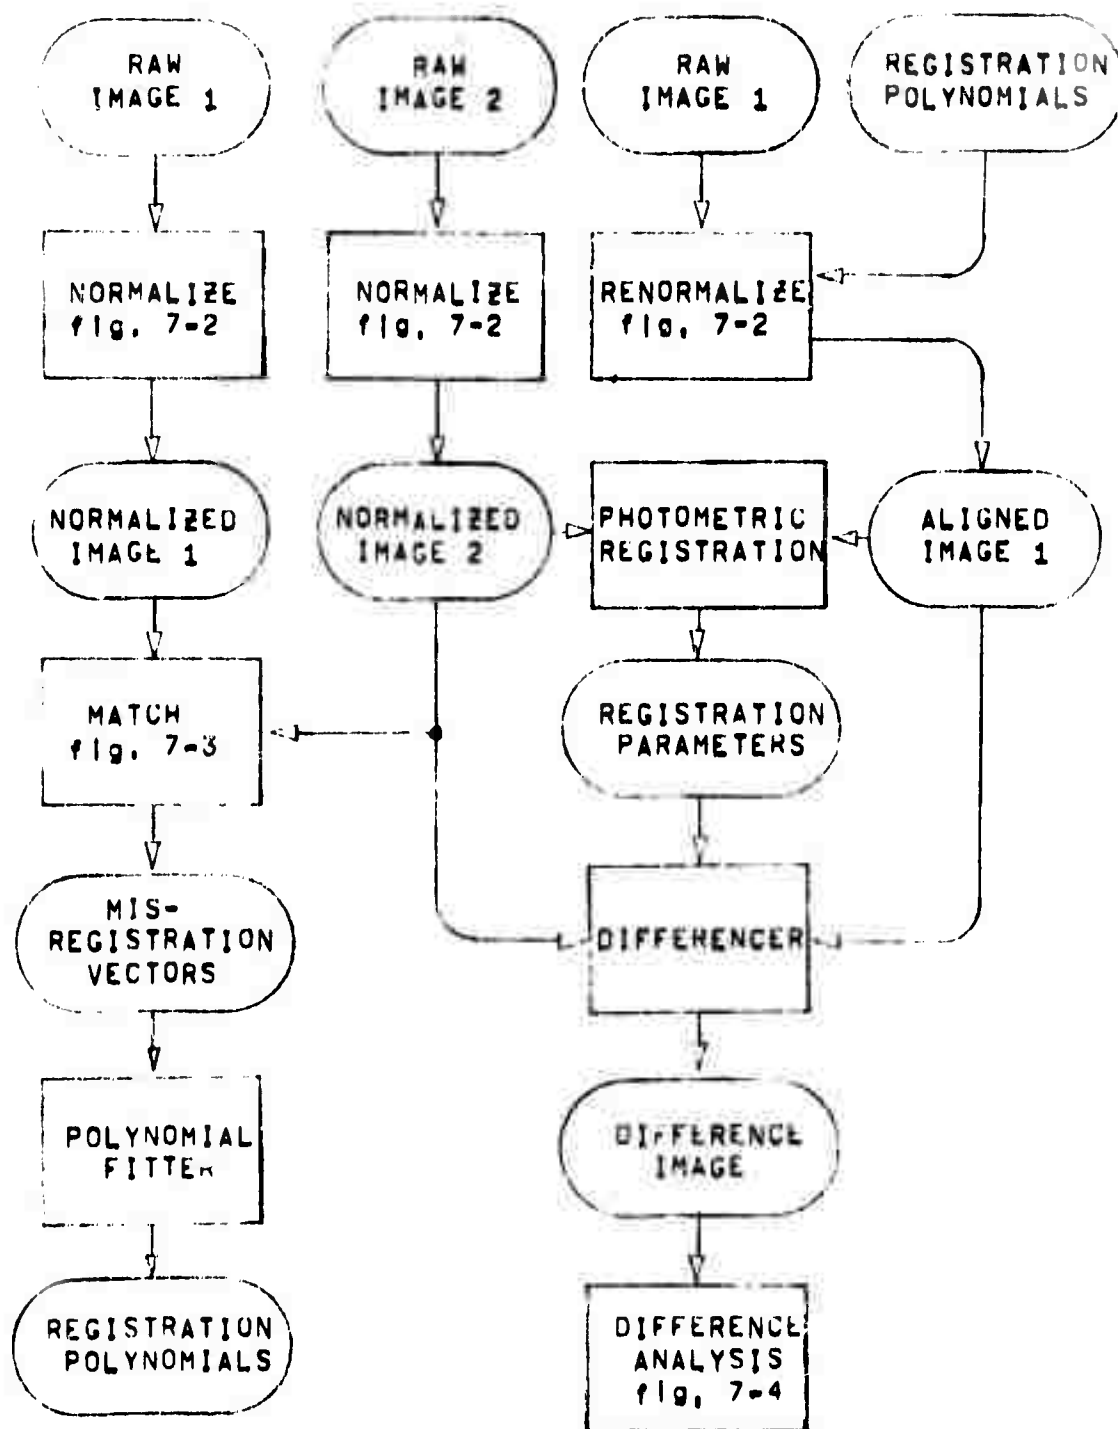 RAW
IMAGE 1
RAW
IMAGE 2
RAW
IMAGE 1
REGISTRATION
POLYNOMIALS
NORMALIZE
fig. 7-2
NORMALIZE
fig. 7-2
RENORMALIZE
fig. 7-2
NORMALIZED
IMAGE 1
NORMALIZED
IMAGE 2
PHOTOMETRIC
REGISTRATION
ALIGNED
IMAGE 1
MATCH
fig. 7-3
REGISTRATION
PARAMETERS
MIS-
REGISTRATION
VECTORS
DIFFERENCER
POLYNOMIAL
FITTER
DIFFERENCE
IMAGE
REGISTRATION
POLYNOMIALS
DIFFERENCE
ANALYSIS
fig. 7-4